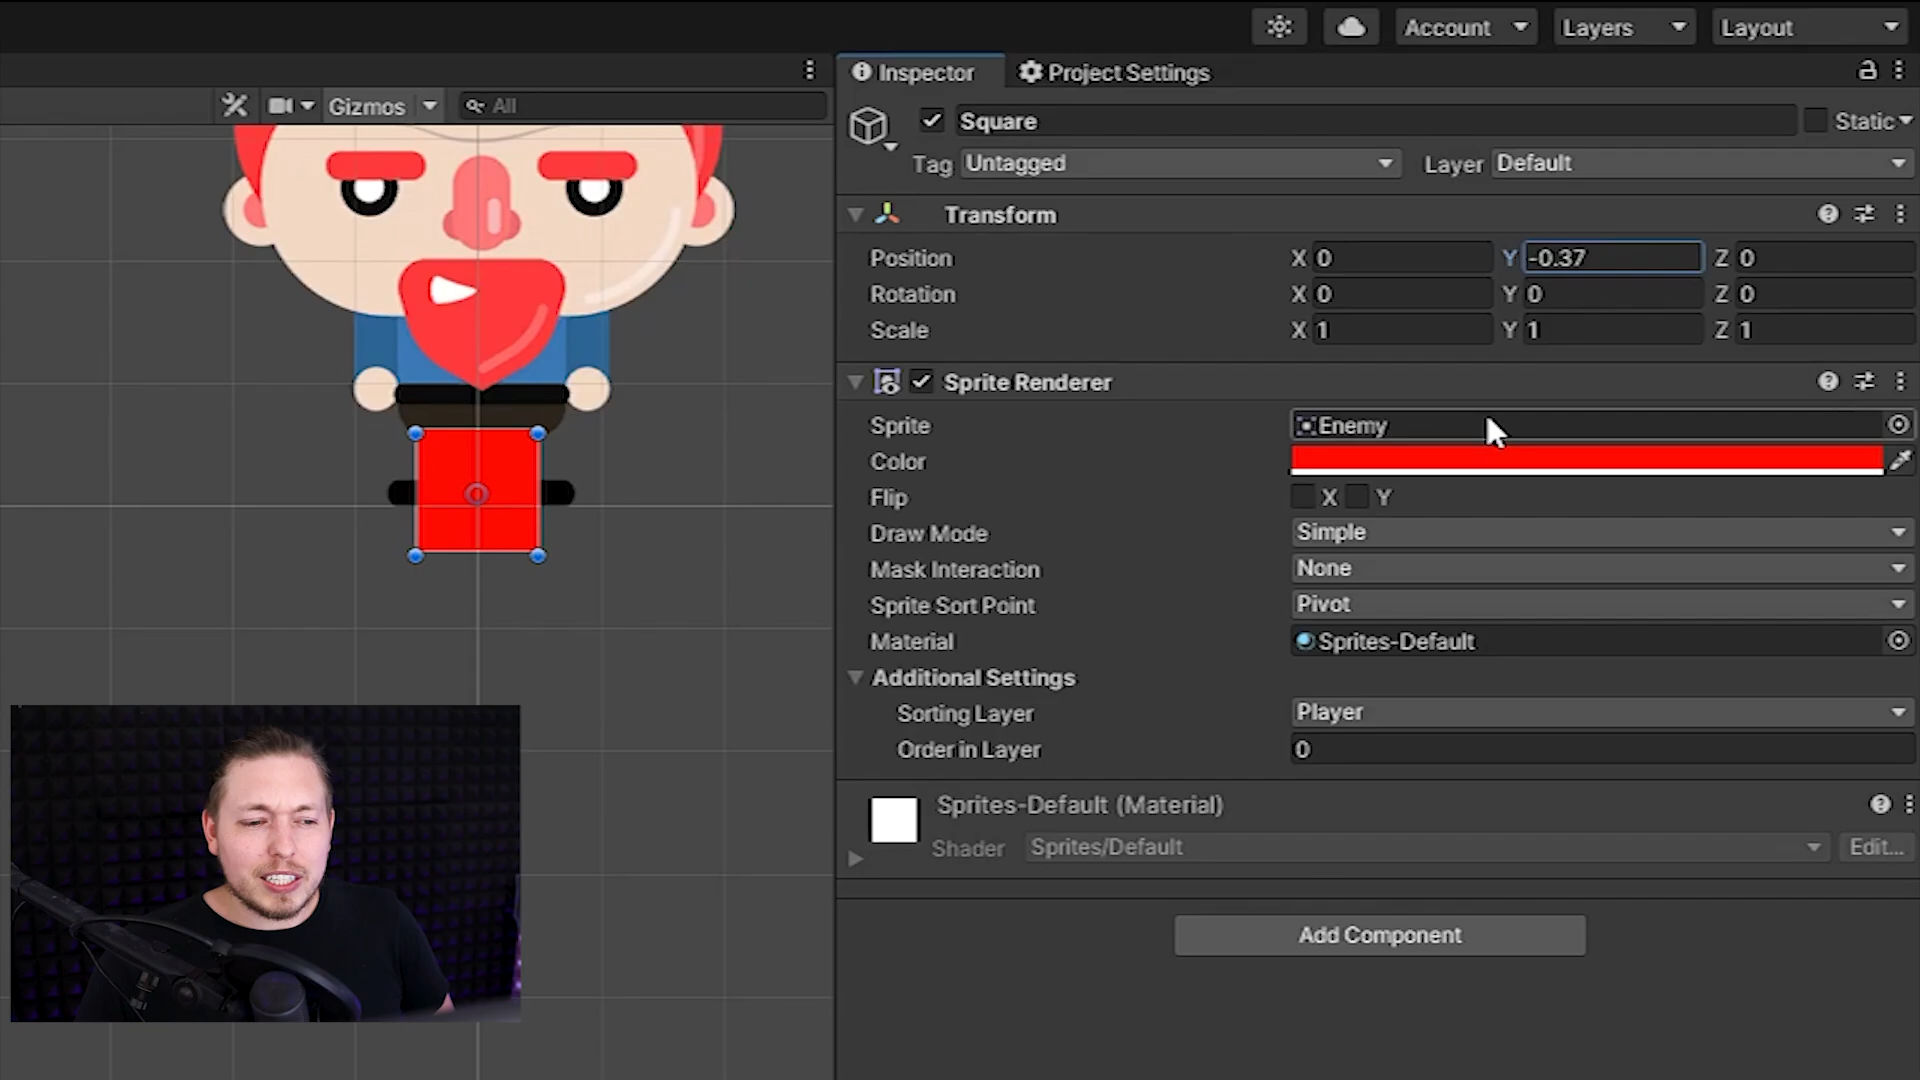 Account
Layers
Layout
Inspector
Project Settings
Gizmos
All
Square
Static
Tag Untagged
Layer Default
Transform
Position X 0 Y -0.37 Z 0
Rotation X 0 Y 0 Z 0
Scale X 1 Y 1 Z 1
Sprite Renderer
Sprite Enemy
Color
Flip X Y
Draw Mode Simple
Mask Interaction None
Sprite Sort Point Pivot
Material Sprites-Default
Additional Settings
Sorting Layer Player
Order in Layer 0
Sprites-Default (Material)
Shader Sprites/Default Edit...
Add Component